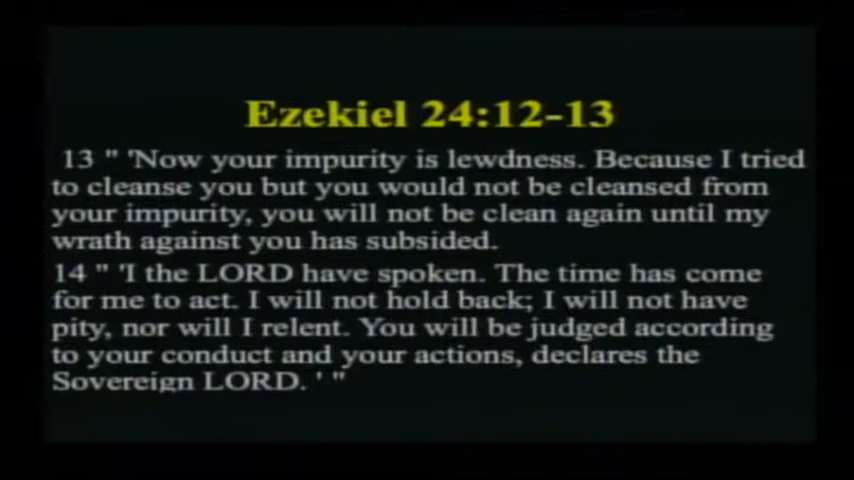 Ezekiel 24:12-13
13 " 'Now your impurity is lewdness. Because I tried
to cleanse you but you would not be cleansed from
your impurity, you will not be clean again until my
wrath against you has subsided.
14 " 'I the LORD have spoken. The time has come
for me to act. I will not hold back; I will not have
pity, nor will I relent. You will be judged according
to your conduct and your actions, declares the
Sovereign LORD. ' "